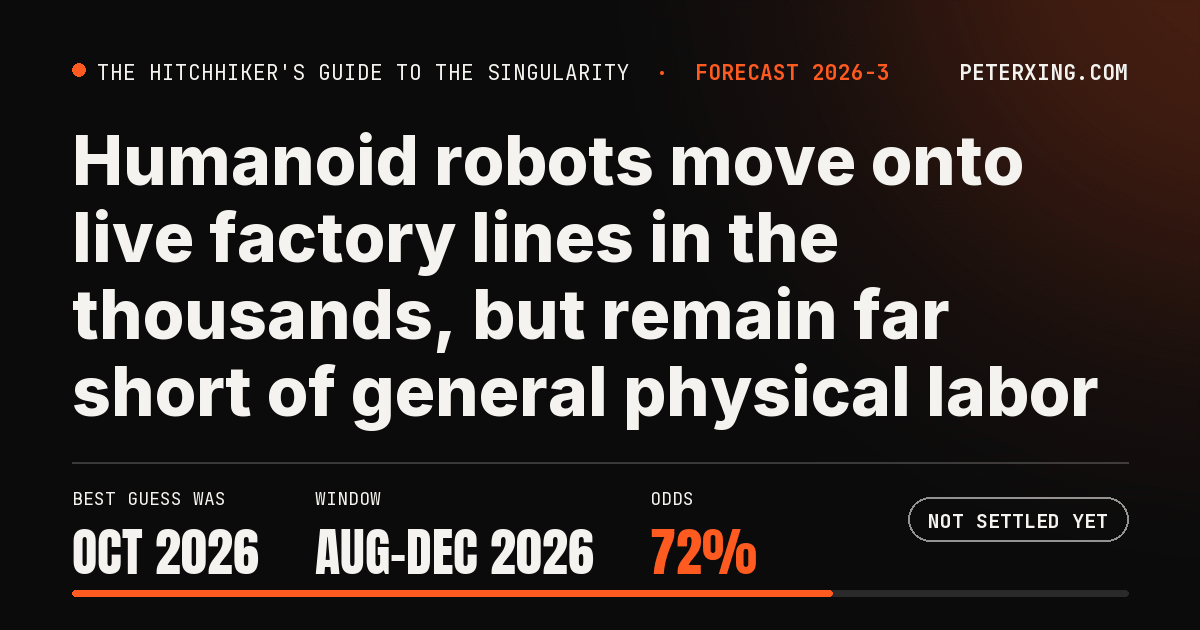 THE HITCHHIKER'S GUIDE TO THE SINGULARITY · FORECAST 2026-3 PETERXING.COM
Humanoid robots move onto
live factory lines in the
thousands, but remain far
short of general physical labor
BEST GUESS WAS WINDOW ODDS
OCT 2026 AUG-DEC 2026 72%
NOT SETTLED YET